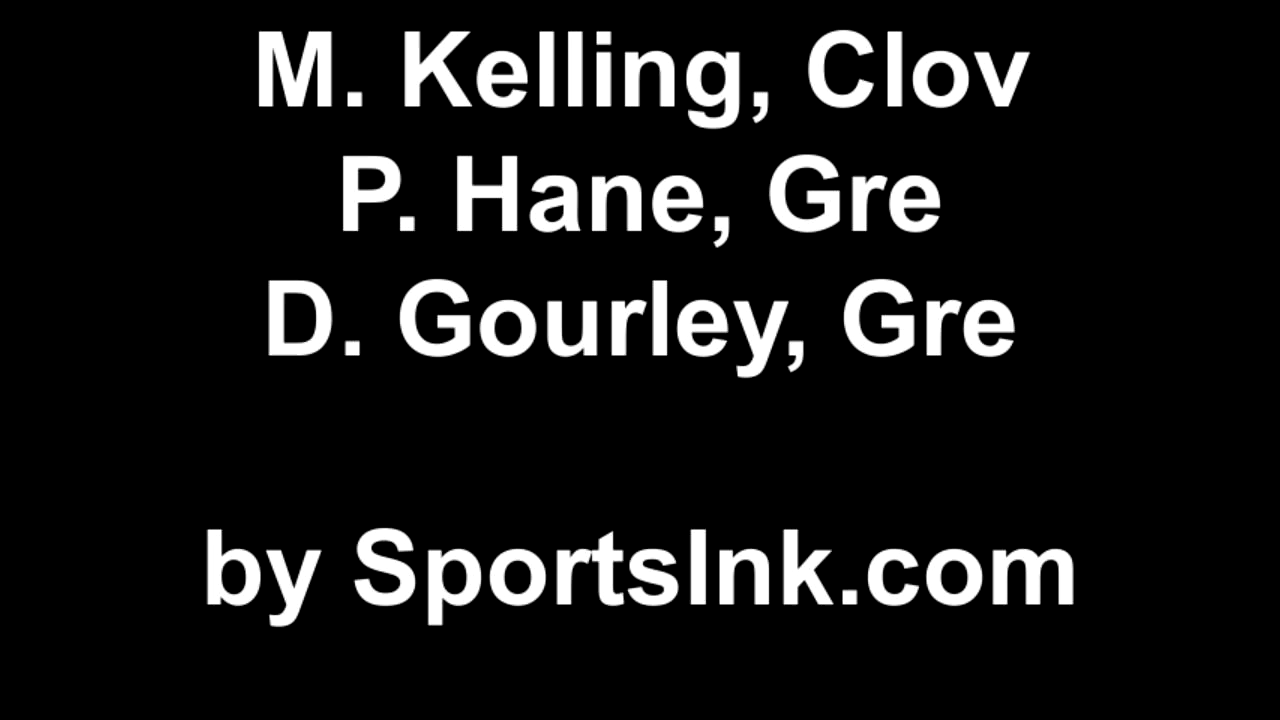 M. Kelling, Clov
P. Hane, Gre
D. Gourley, Gre
by SportsInk.com